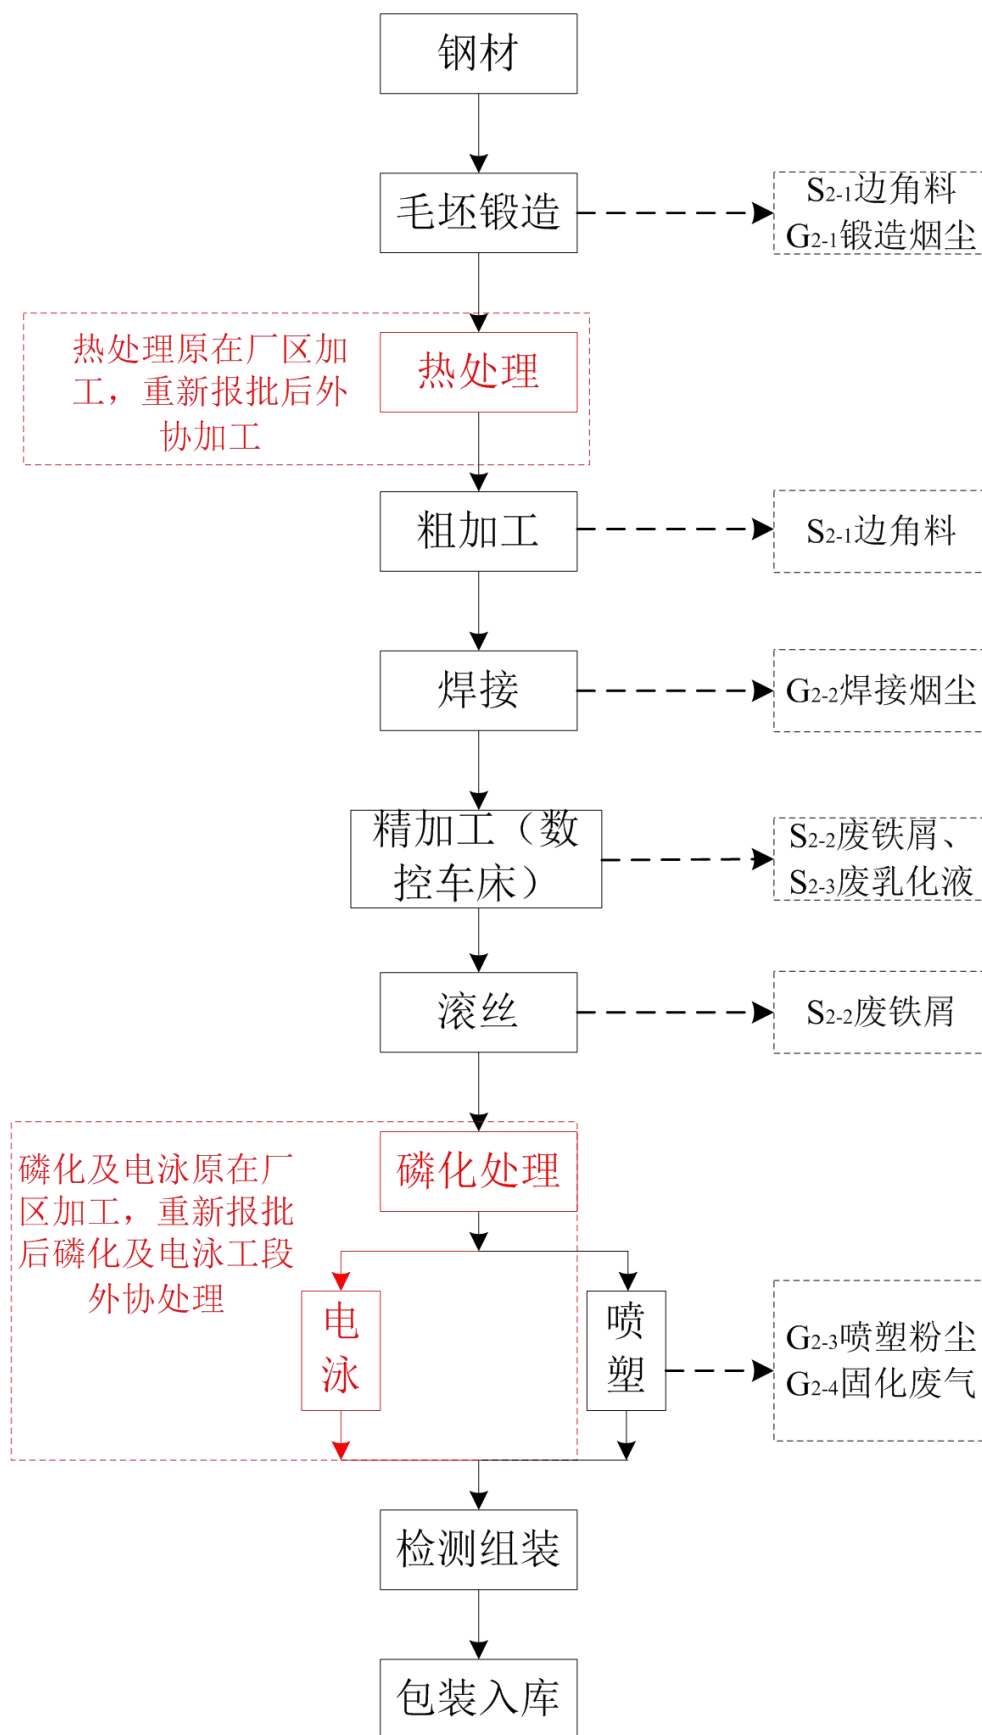 钢材
毛坯锻造
S2-1边角料
G2-1锻造烟尘
热处理原在厂区加
工，重新报批后外
协加工
热处理
粗加工
S2-1边角料
焊接
G2-2焊接烟尘
精加工（数
控车床）
S2-2废铁屑、
S2-3废乳化液
滚丝
S2-2废铁屑
磷化及电泳原在厂
区加工，重新报批
后磷化及电泳工段
外协处理
磷化处理
电
泳
喷
塑
G2-3喷塑粉尘
G2-4固化废气
检测组装
包装入库